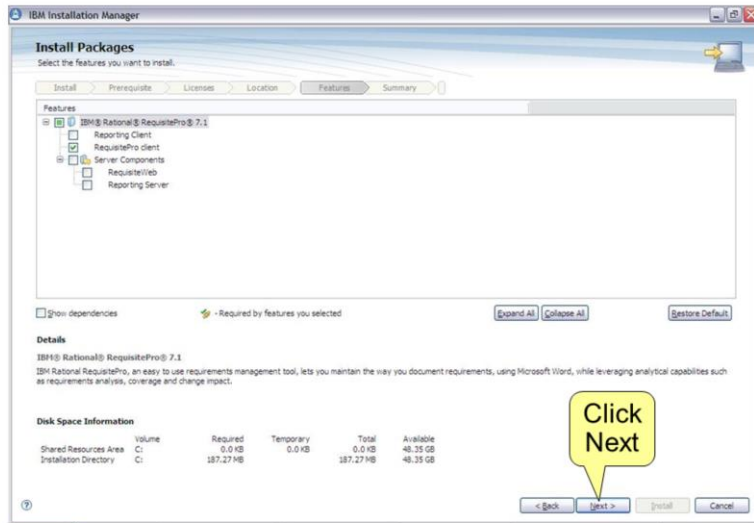 IBM Installation Manager
Install Packages
Select the features you want to install.
Install Prerequisite Licenses Location Features Summary
Features
IBM® Rational® RequisitePro® 7.1
Reporting Client
RequisitePro client
Server Components
RequisiteWeb
Reporting Server
Show dependencies - Required by features you selected Expand All Collapse All Restore Default
Details
IBM® Rational® RequisitePro® 7.1
IBM Rational RequisitePro, an easy to use requirements management tool, lets you maintain the way you document requirements, using Microsoft Word, while leveraging analytical capabilities such
as requirements analysis, coverage and change impact.
Disk Space Information
Volume Required Temporary Total Available
Shared Resources Area C: 0.0 KB 0.0 KB 0.0 KB 48.35 GB
Installation Directory C: 187.27 MB 187.27 MB 48.35 GB
Click
Next
< Back Next > Install Cancel